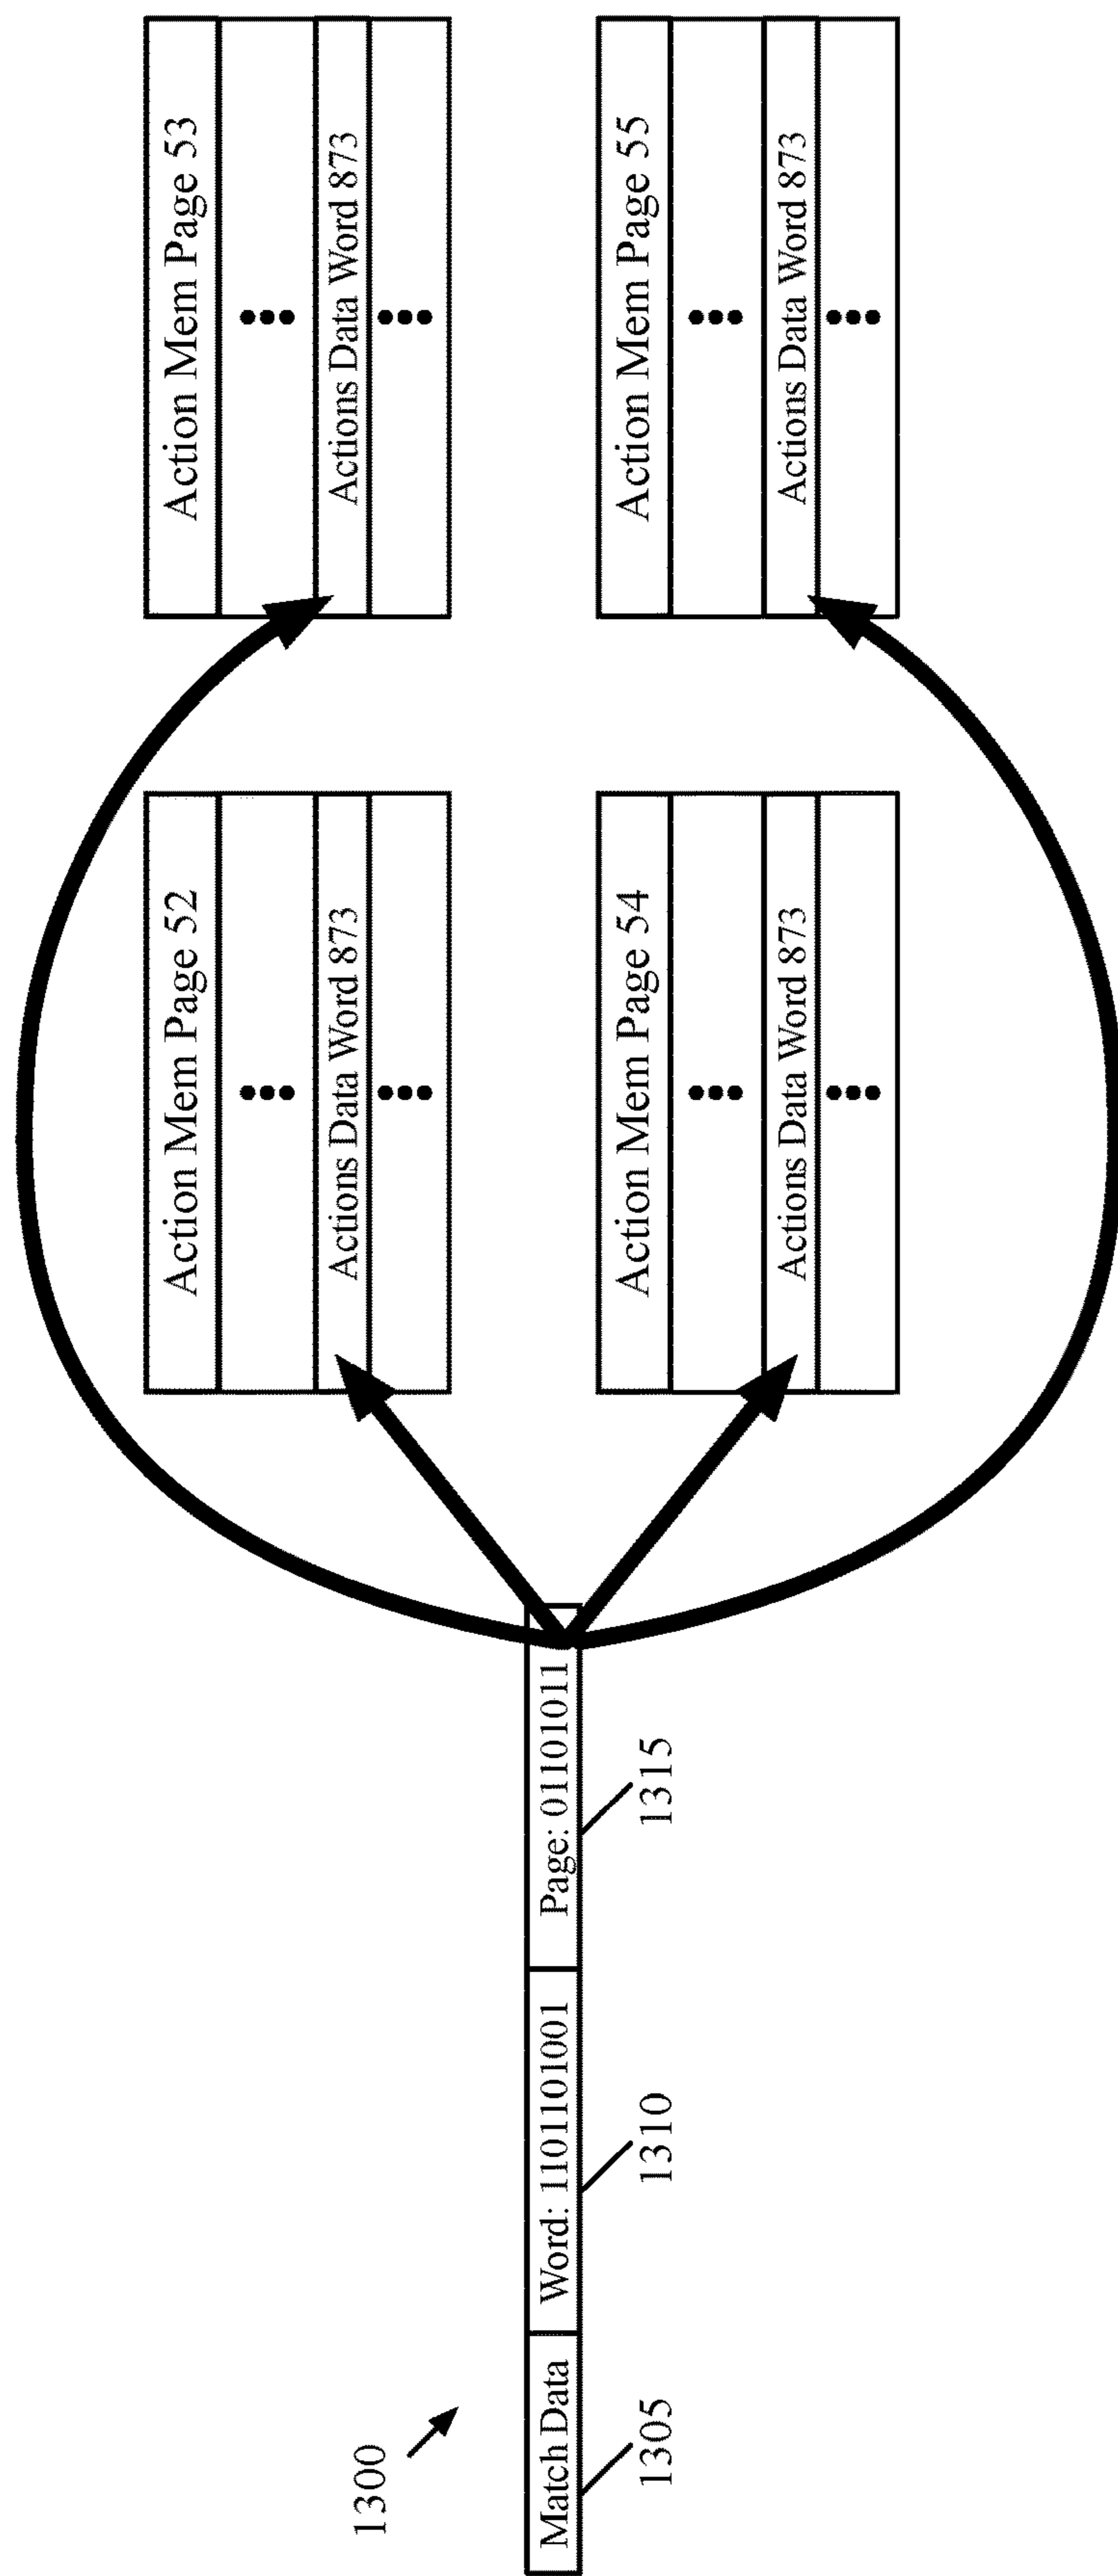 Action Mem Page 52
Actions Data Word 873
Action Mem Page 53
Actions Data Word 873
1300
Match Data
Word: 1101101001
Page: 01101011
1305
1310
1315
Action Mem Page 54
Actions Data Word 873
Action Mem Page 55
Actions Data Word 873